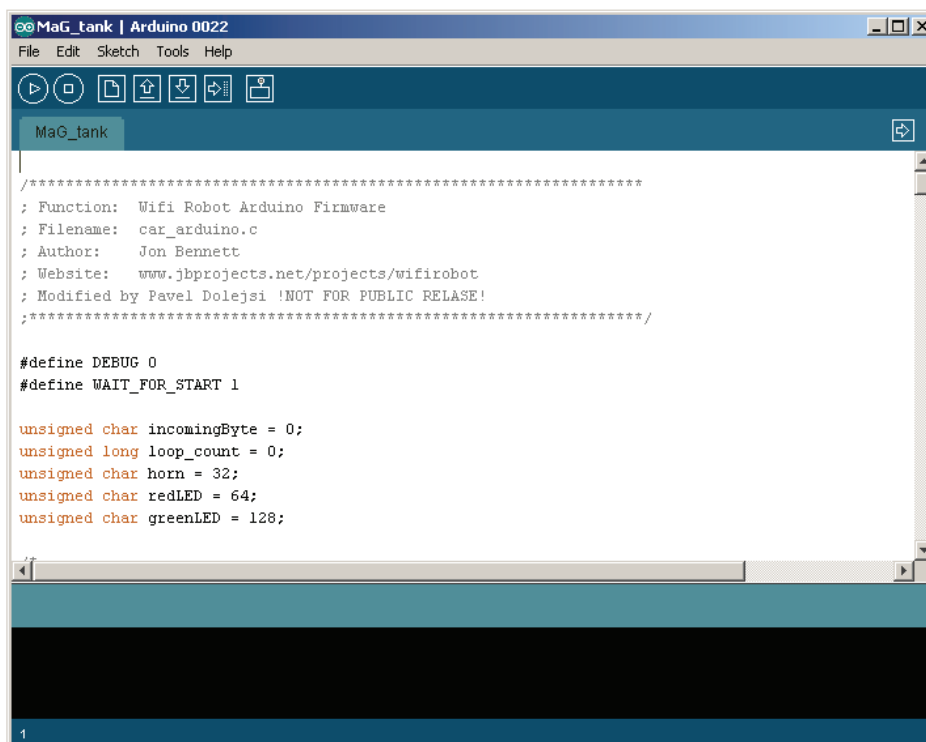 MaG_tank | Arduino 0022
File Edit Sketch Tools Help
MaG_tank
/*******************************************************************
; Function:  Wifi Robot Arduino Firmware
; Filename:  car_arduino.c
; Author:    Jon Bennett
; Website:   www.jbprojects.net/projects/wifirobot
; Modified by Pavel Dolejsi !NOT FOR PUBLIC RELASE!
;*******************************************************************/
#define DEBUG 0
#define WAIT_FOR_START 1
unsigned char incomingByte = 0;
unsigned long loop_count = 0;
unsigned char horn = 32;
unsigned char redLED = 64;
unsigned char greenLED = 128;
/*
1